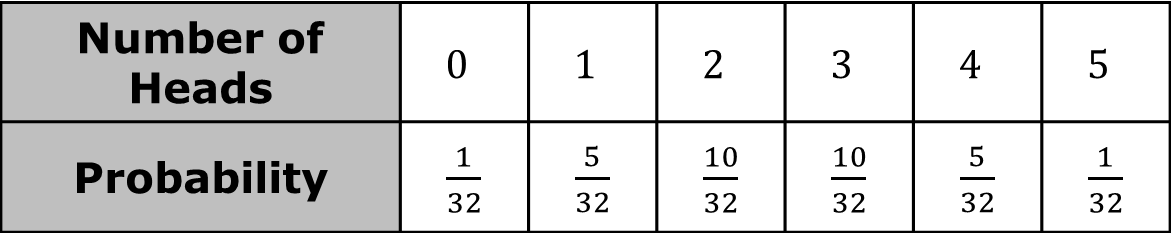 Number of Heads 0 1 2 3 4 5
Probability 1/32 5/32 10/32 10/32 5/32 1/32